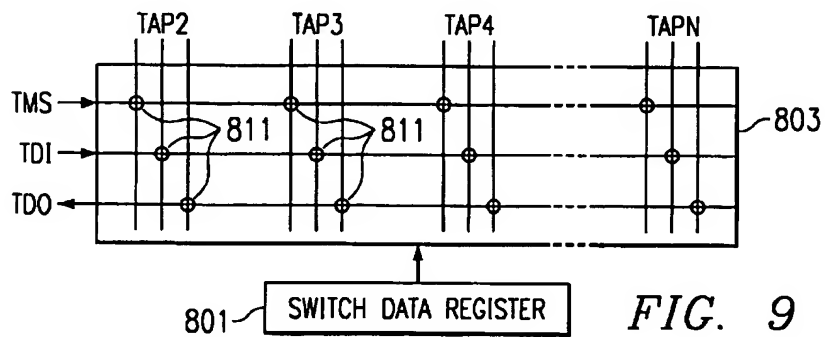 TAP2 TAP3 TAP4 TAPN
TMS
811 811 803
TDI
TDO
801 SWITCH DATA REGISTER
FIG. 9